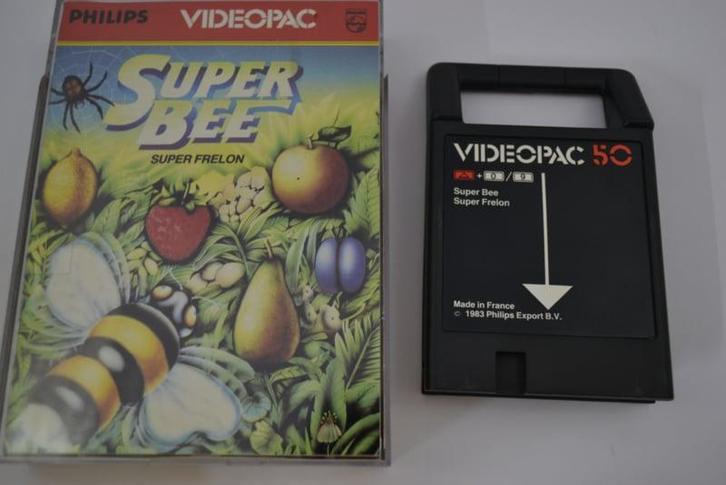 PHILIPS VIDEOPAC
SUPER
BEE
SUPER FRELON
VIDEOPAC 50
+ 0 / 9
Super Bee
Super Frelon
Made in France
© 1983 Philips Export B.V.